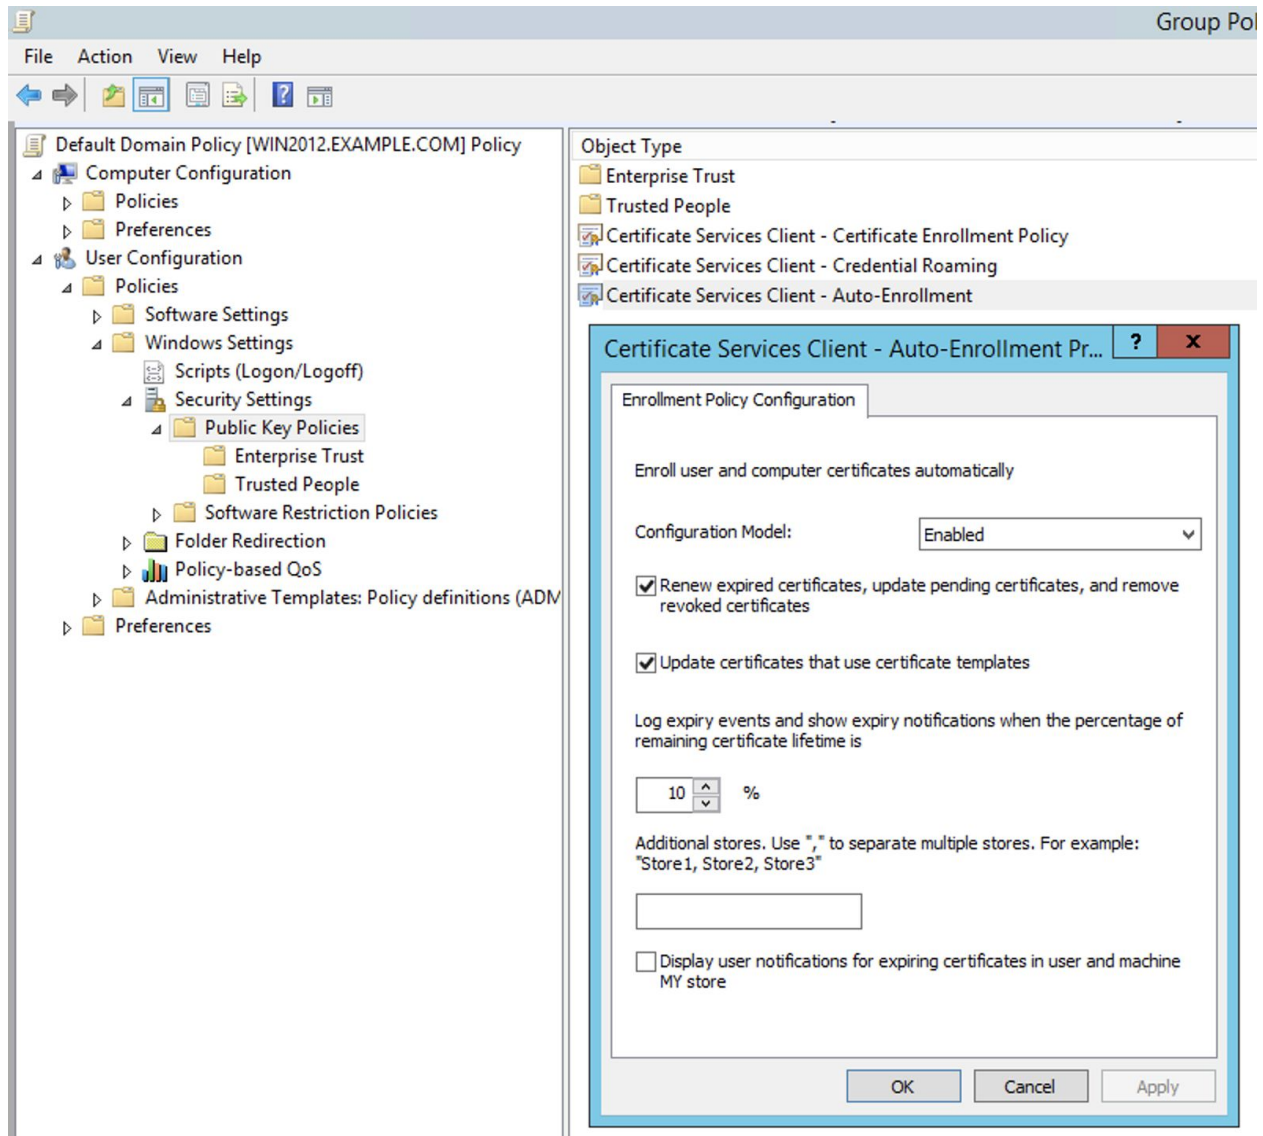 Group Pol
File Action View Help
Default Domain Policy [WIN2012.EXAMPLE.COM] Policy
Computer Configuration
Policies
Preferences
User Configuration
Policies
Software Settings
Windows Settings
Scripts (Logon/Logoff)
Security Settings
Public Key Policies
Enterprise Trust
Trusted People
Software Restriction Policies
Folder Redirection
Policy-based QoS
Administrative Templates: Policy definitions (ADM
Preferences
Object Type
Enterprise Trust
Trusted People
Certificate Services Client - Certificate Enrollment Policy
Certificate Services Client - Credential Roaming
Certificate Services Client - Auto-Enrollment
Certificate Services Client - Auto-Enrollment Pr... ? x
Enrollment Policy Configuration
Enroll user and computer certificates automatically
Configuration Model: Enabled
Renew expired certificates, update pending certificates, and remove
revoked certificates
Update certificates that use certificate templates
Log expiry events and show expiry notifications when the percentage of
remaining certificate lifetime is
10 %
Additional stores. Use "," to separate multiple stores. For example:
"Store1, Store2, Store3"
Display user notifications for expiring certificates in user and machine
MY store
OK Cancel Apply